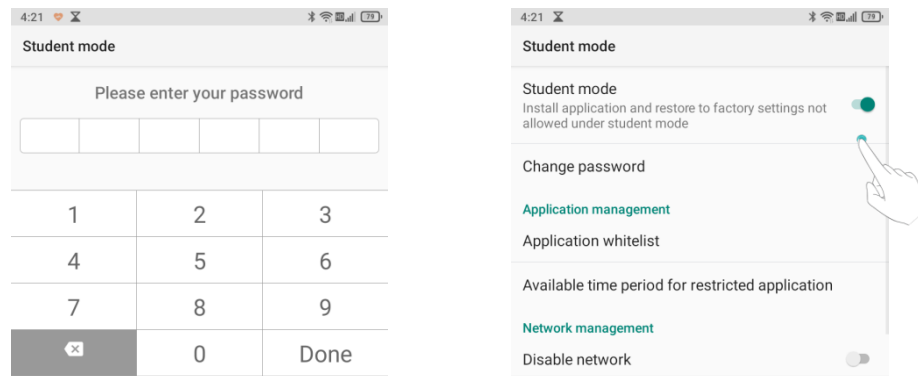 4:21
79
Student mode
Please enter your password
1 2 3
4 5 6
7 8 9
0 Done
4:21
79
Student mode
Student mode
Install application and restore to factory settings not
allowed under student mode
Change password
Application management
Application whitelist
Available time period for restricted application
Network management
Disable network